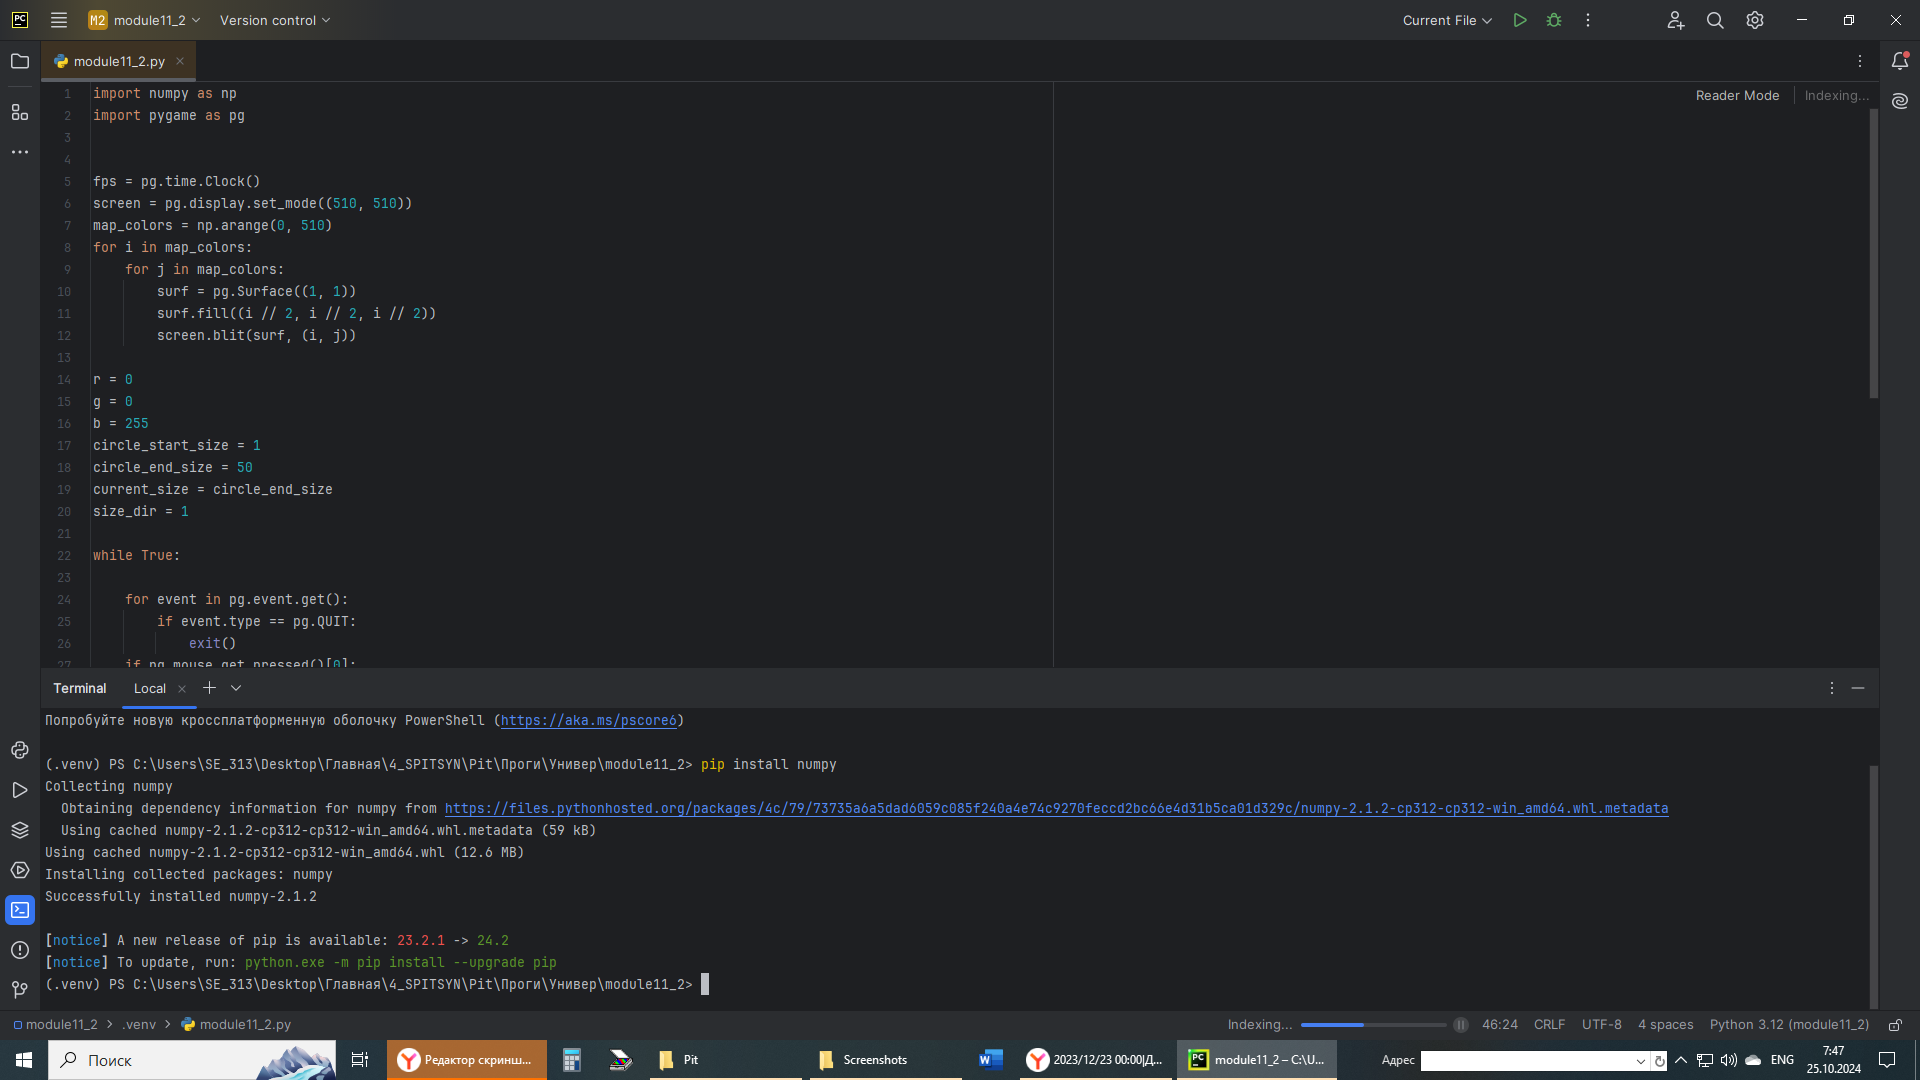 PC M2 module11_2 Version control Current File
module11_2.py
Reader Mode Indexing...
1 import numpy as np
2 import pygame as pg
3
4
5 fps = pg.time.Clock()
6 screen = pg.display.set_mode((510, 510))
7 map_colors = np.arange(0, 510)
8 for i in map_colors:
9 for j in map_colors:
10 surf = pg.Surface((1, 1))
11 surf.fill((i // 2, i // 2, i // 2))
12 screen.blit(surf, (i, j))
13
14 r = 0
15 g = 0
16 b = 255
17 circle_start_size = 1
18 circle_end_size = 50
19 current_size = circle_end_size
20 size_dir = 1
21
22 while True:
23
24 for event in pg.event.get():
25 if event.type == pg.QUIT:
26 exit()
27 if pg.mouse.get_pressed()[0]:
Terminal Local
Попробуйте новую кроссплатформенную оболочку PowerShell (https://aka.ms/pscore6)
(.venv) PS C:\Users\SE_313\Desktop\Главная\4_SPITSYN\Pit\Проги\Универ\module11_2> pip install numpy
Collecting numpy
Obtaining dependency information for numpy from https://files.pythonhosted.org/packages/4c/79/73735a6a5dad6059c085f240a4e74c9270feccd2bc66e4d31b5ca01d329c/numpy-2.1.2-cp312-cp312-win_amd64.whl.metadata
Using cached numpy-2.1.2-cp312-cp312-win_amd64.whl.metadata (59 kB)
Using cached numpy-2.1.2-cp312-cp312-win_amd64.whl (12.6 MB)
Installing collected packages: numpy
Successfully installed numpy-2.1.2
[notice] A new release of pip is available: 23.2.1 -> 24.2
[notice] To update, run: python.exe -m pip install --upgrade pip
(.venv) PS C:\Users\SE_313\Desktop\Главная\4_SPITSYN\Pit\Проги\Универ\module11_2>
module11_2 > .venv > module11_2.py Indexing... 46:24 CRLF UTF-8 4 spaces Python 3.12 (module11_2)
Поиск Редактор скринш... Pit Screenshots 2023/12/23 00:00|Д... PC module11_2 – C:\U... Адрес ENG 7:47
25.10.2024